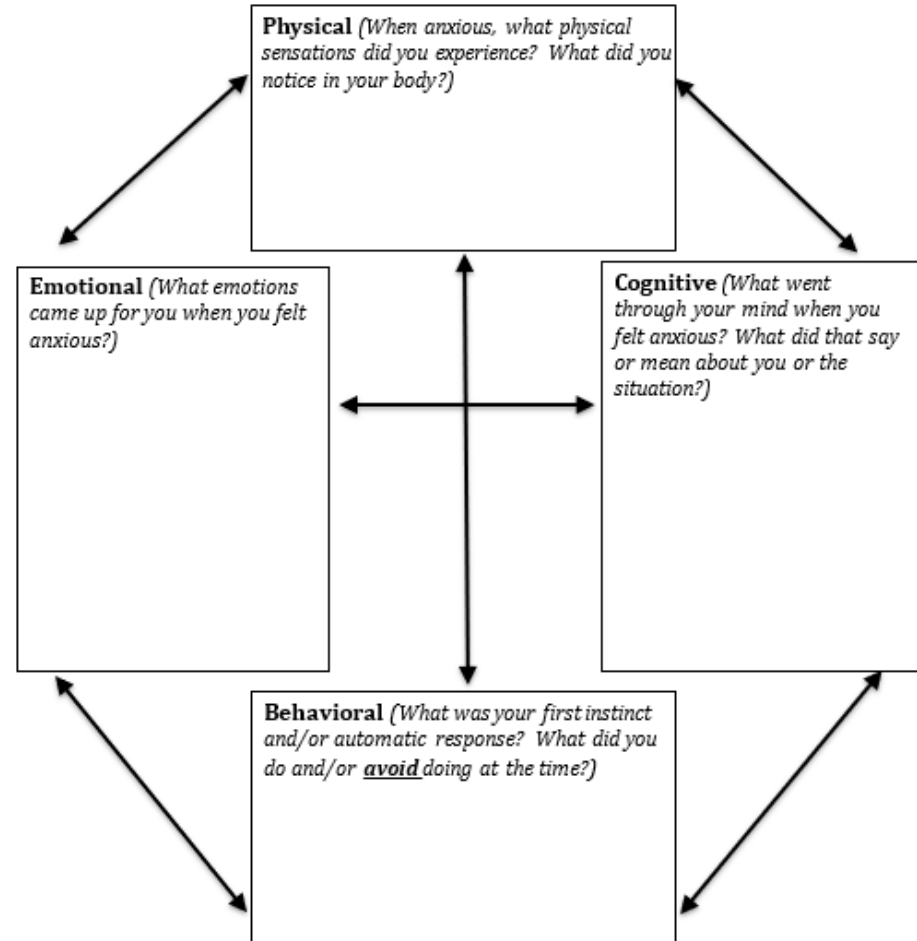 Physical (When anxious, what physical
sensations did you experience?  What did you
notice in your body?)
Emotional (What emotions
came up for you when you felt
anxious?)
Cognitive (What went
through your mind when you
felt anxious? What did that say
or mean about you or the
situation?)
Behavioral (What was your first instinct
and/or automatic response?  What did you
do and/or avoid doing at the time?)